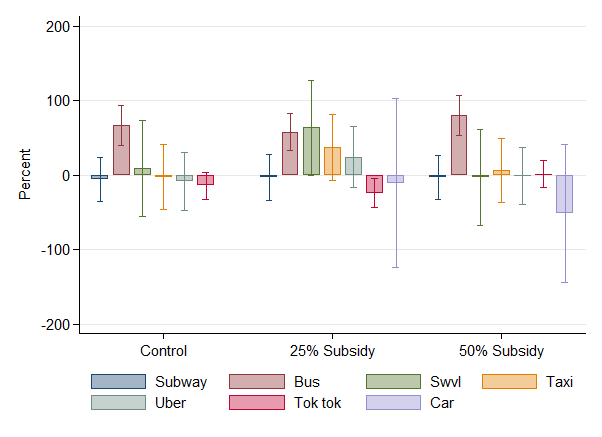 Percent
200
100
0
-100
-200
Control 25% Subsidy 50% Subsidy
Subway Bus Swvl Taxi
Uber Tok tok Car